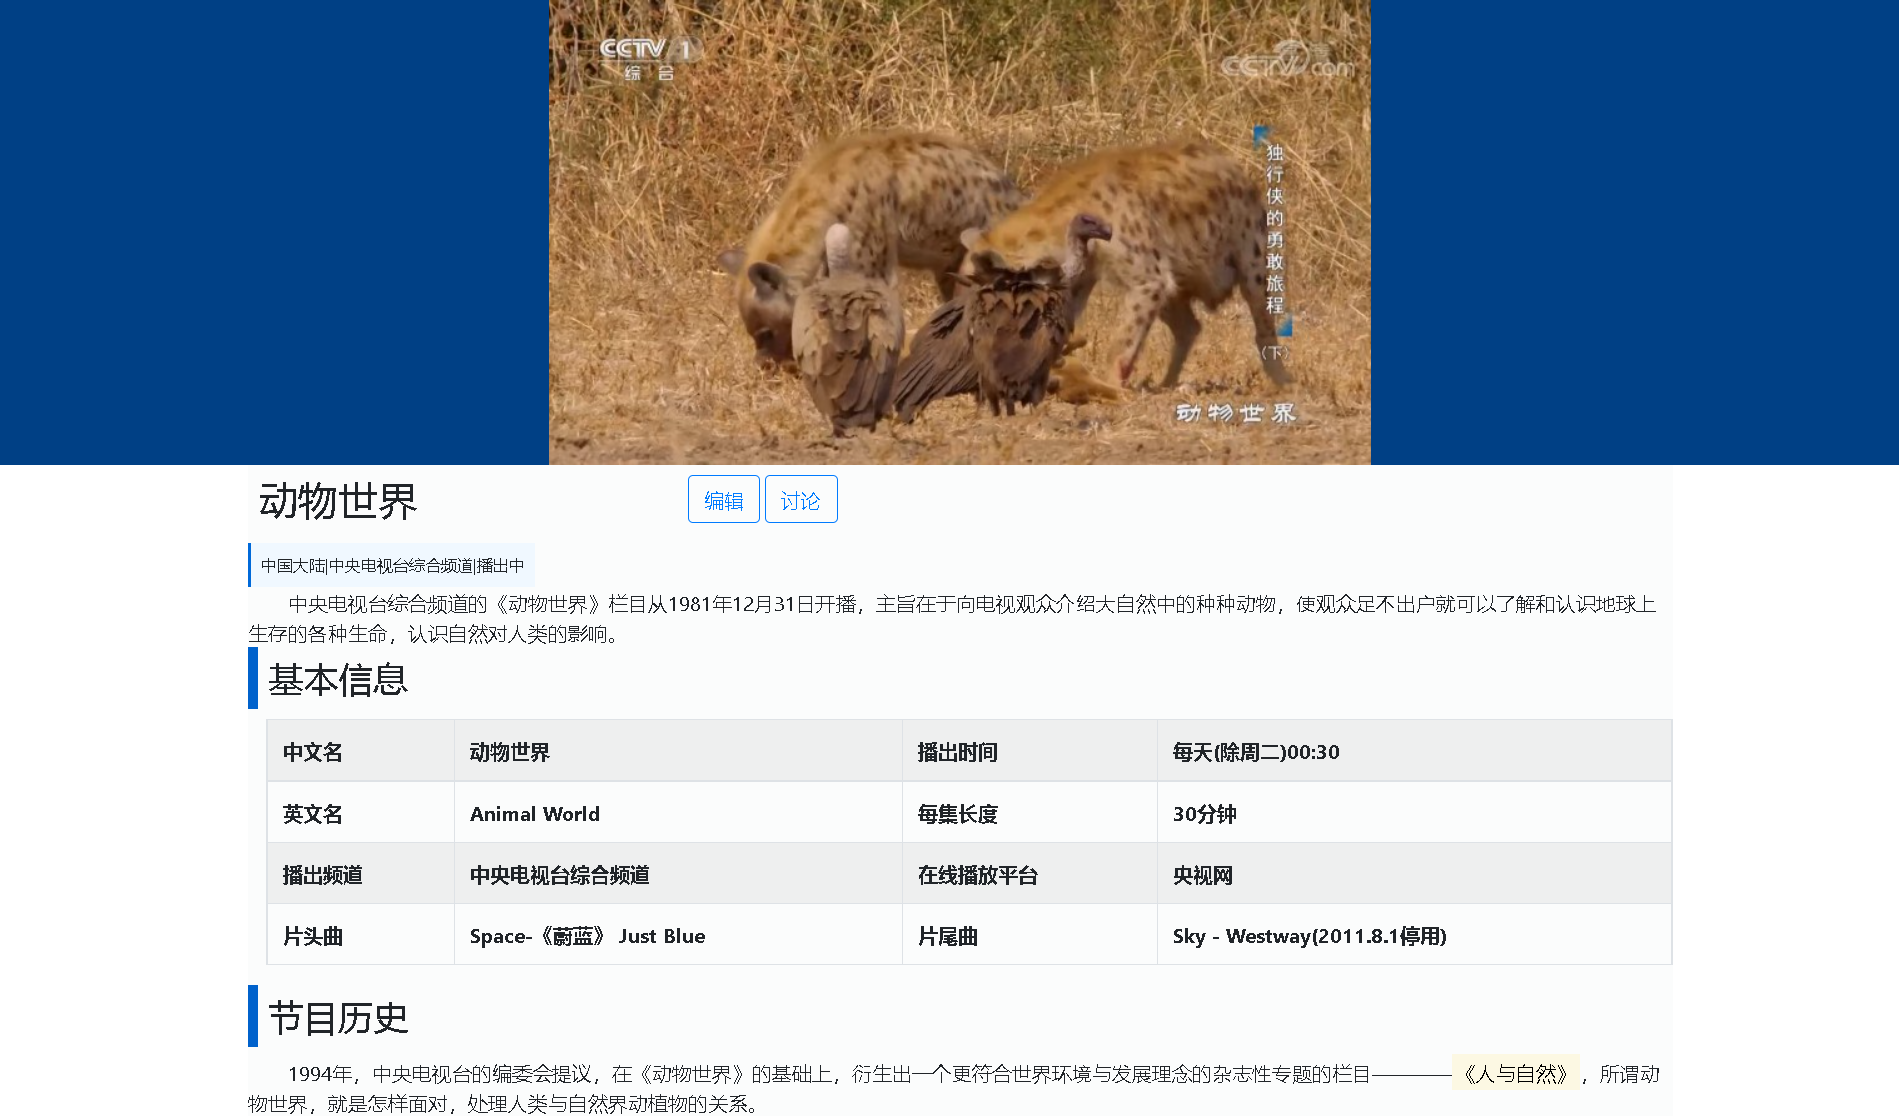 CCTV 1
综合
CCTV.com
独行侠的勇敢旅程
(下)
动物世界
动物世界
编辑 讨论
中国大陆|中央电视台综合频道|播出中
中央电视台综合频道的《动物世界》栏目从1981年12月31日开播，主旨在于向电视观众介绍大自然中的种种动物，使观众足不出户就可以了解和认识地球上
生存的各种生命，认识自然对人类的影响。
基本信息
中文名 动物世界 播出时间 每天(除周二)00:30
英文名 Animal World 每集长度 30分钟
播出频道 中央电视台综合频道 在线播放平台 央视网
片头曲 Space-《蔚蓝》 Just Blue 片尾曲 Sky - Westway(2011.8.1停用)
节目历史
1994年，中央电视台的编委会提议，在《动物世界》的基础上，衍生出一个更符合世界环境与发展理念的杂志性专题的栏目————《人与自然》，所谓动
物世界，就是怎样面对，处理人类与自然界动植物的关系。